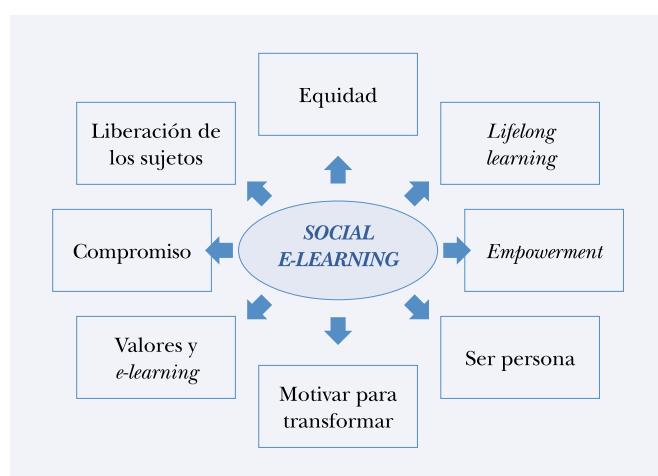 Equidad
Liberación de
los sujetos
Lifelong
learning
SOCIAL
E-LEARNING
Compromiso
Empowerment
Valores y
e-learning
Ser persona
Motivar para
transformar